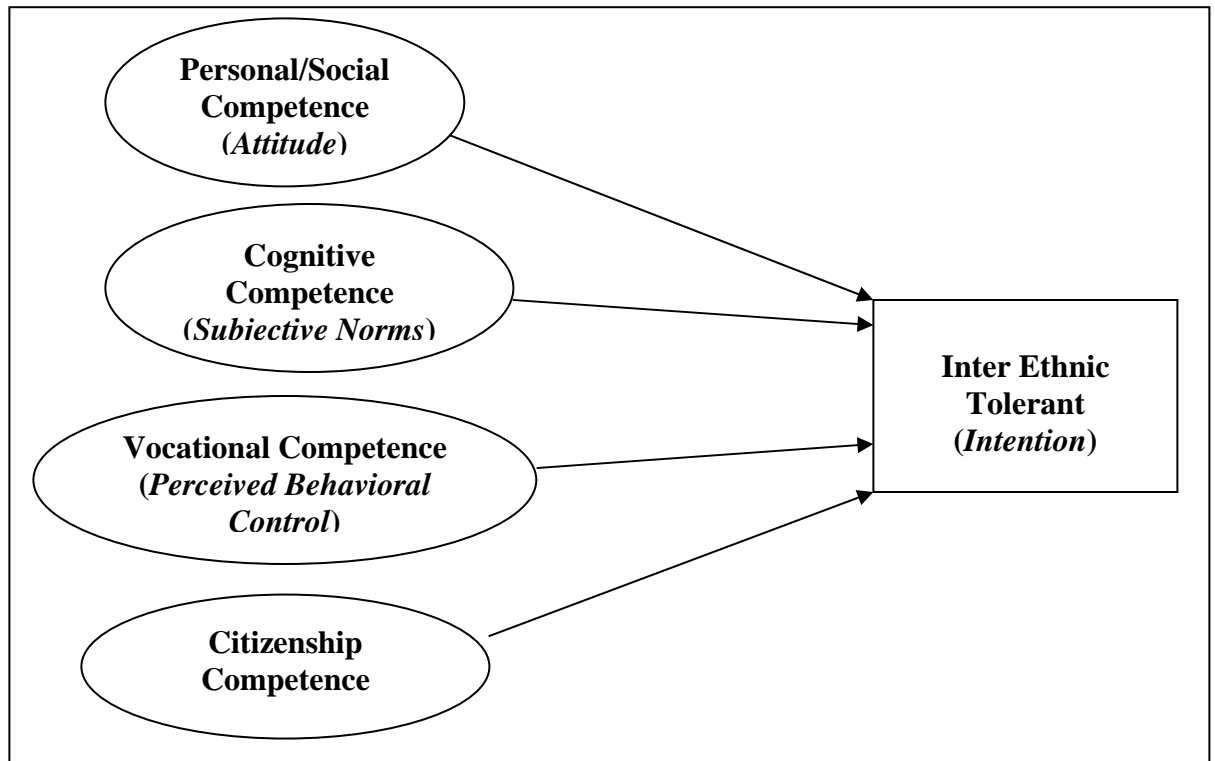 Personal/Social
Competence
(Attitude)
Cognitive
Competence
(Subjective Norms)
Vocational Competence
(Perceived Behavioral
Control)
Citizenship
Competence
Inter Ethnic
Tolerant
(Intention)